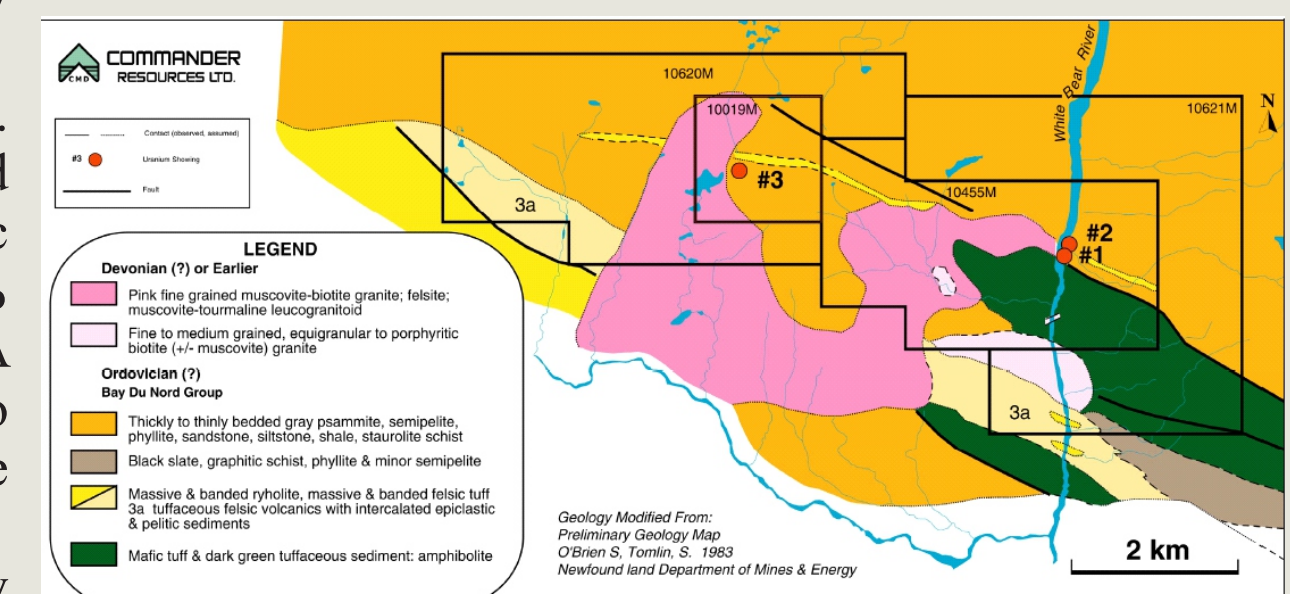 COMMANDER
RESOURCES LTD.
CMD
Contact (observed, assumed)
#3 Uranium Showing
Fault
LEGEND
Devonian (?) or Earlier
Pink fine grained muscovite-biotite granite; felsite;
muscovite-tourmaline leucogranitoid
Fine to medium grained, equigranular to porphyritic
biotite (+/- muscovite) granite
Ordovician (?)
Bay Du Nord Group
Thickly to thinly bedded gray psammite, semipelite,
phyllite, sandstone, siltstone, shale, staurolite schist
Black slate, graphitic schist, phyllite & minor semipelite
Massive & banded ryholite, massive & banded felsic tuff
3a tuffaceous felsic volcanics with intercalated epiclastic
& pelitic sediments
Mafic tuff & dark green tuffaceous sediment: amphibolite
10620M
10019M
10621M
10455M
White Bear River
N
3a
#3
#2
#1
3a
Geology Modified From:
Preliminary Geology Map
O'Brien S, Tomlin, S. 1983
Newfound land Department of Mines & Energy
2 km